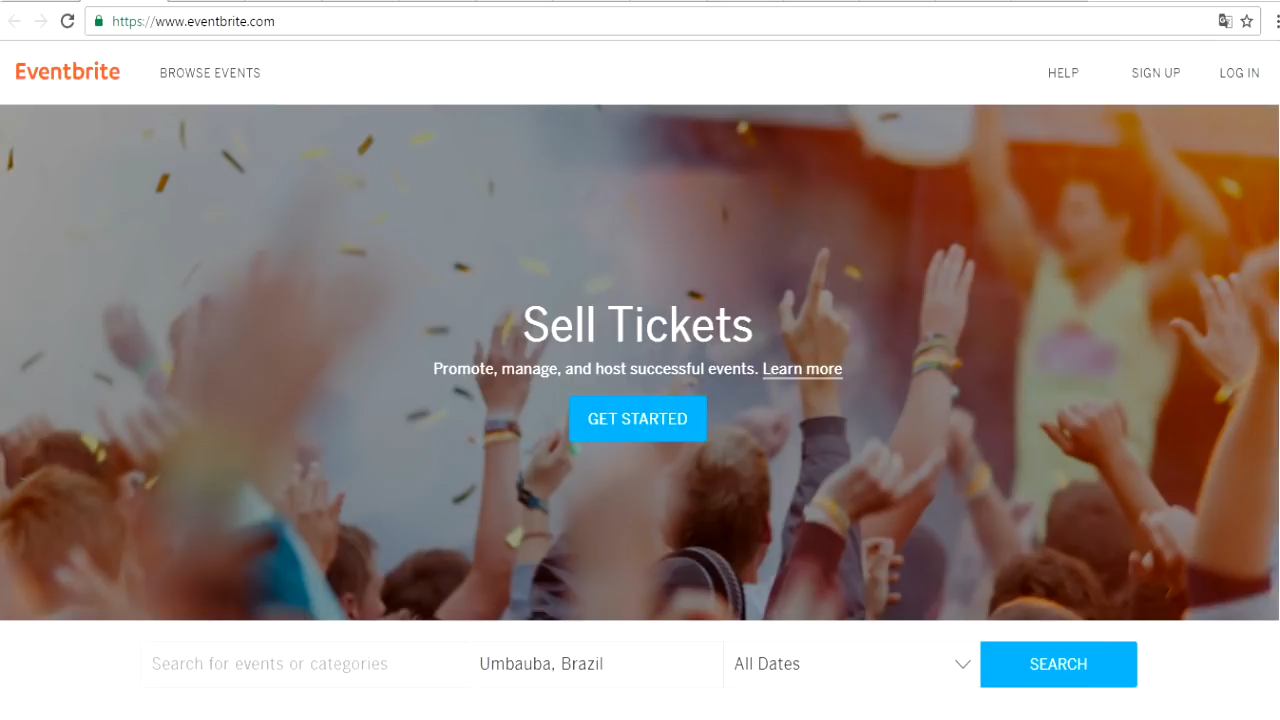 https://www.eventbrite.com
Eventbrite BROWSE EVENTS HELP SIGN UP LOG IN
Sell Tickets
Promote, manage, and host successful events. Learn more
GET STARTED
Search for events or categories Umbauba, Brazil All Dates SEARCH